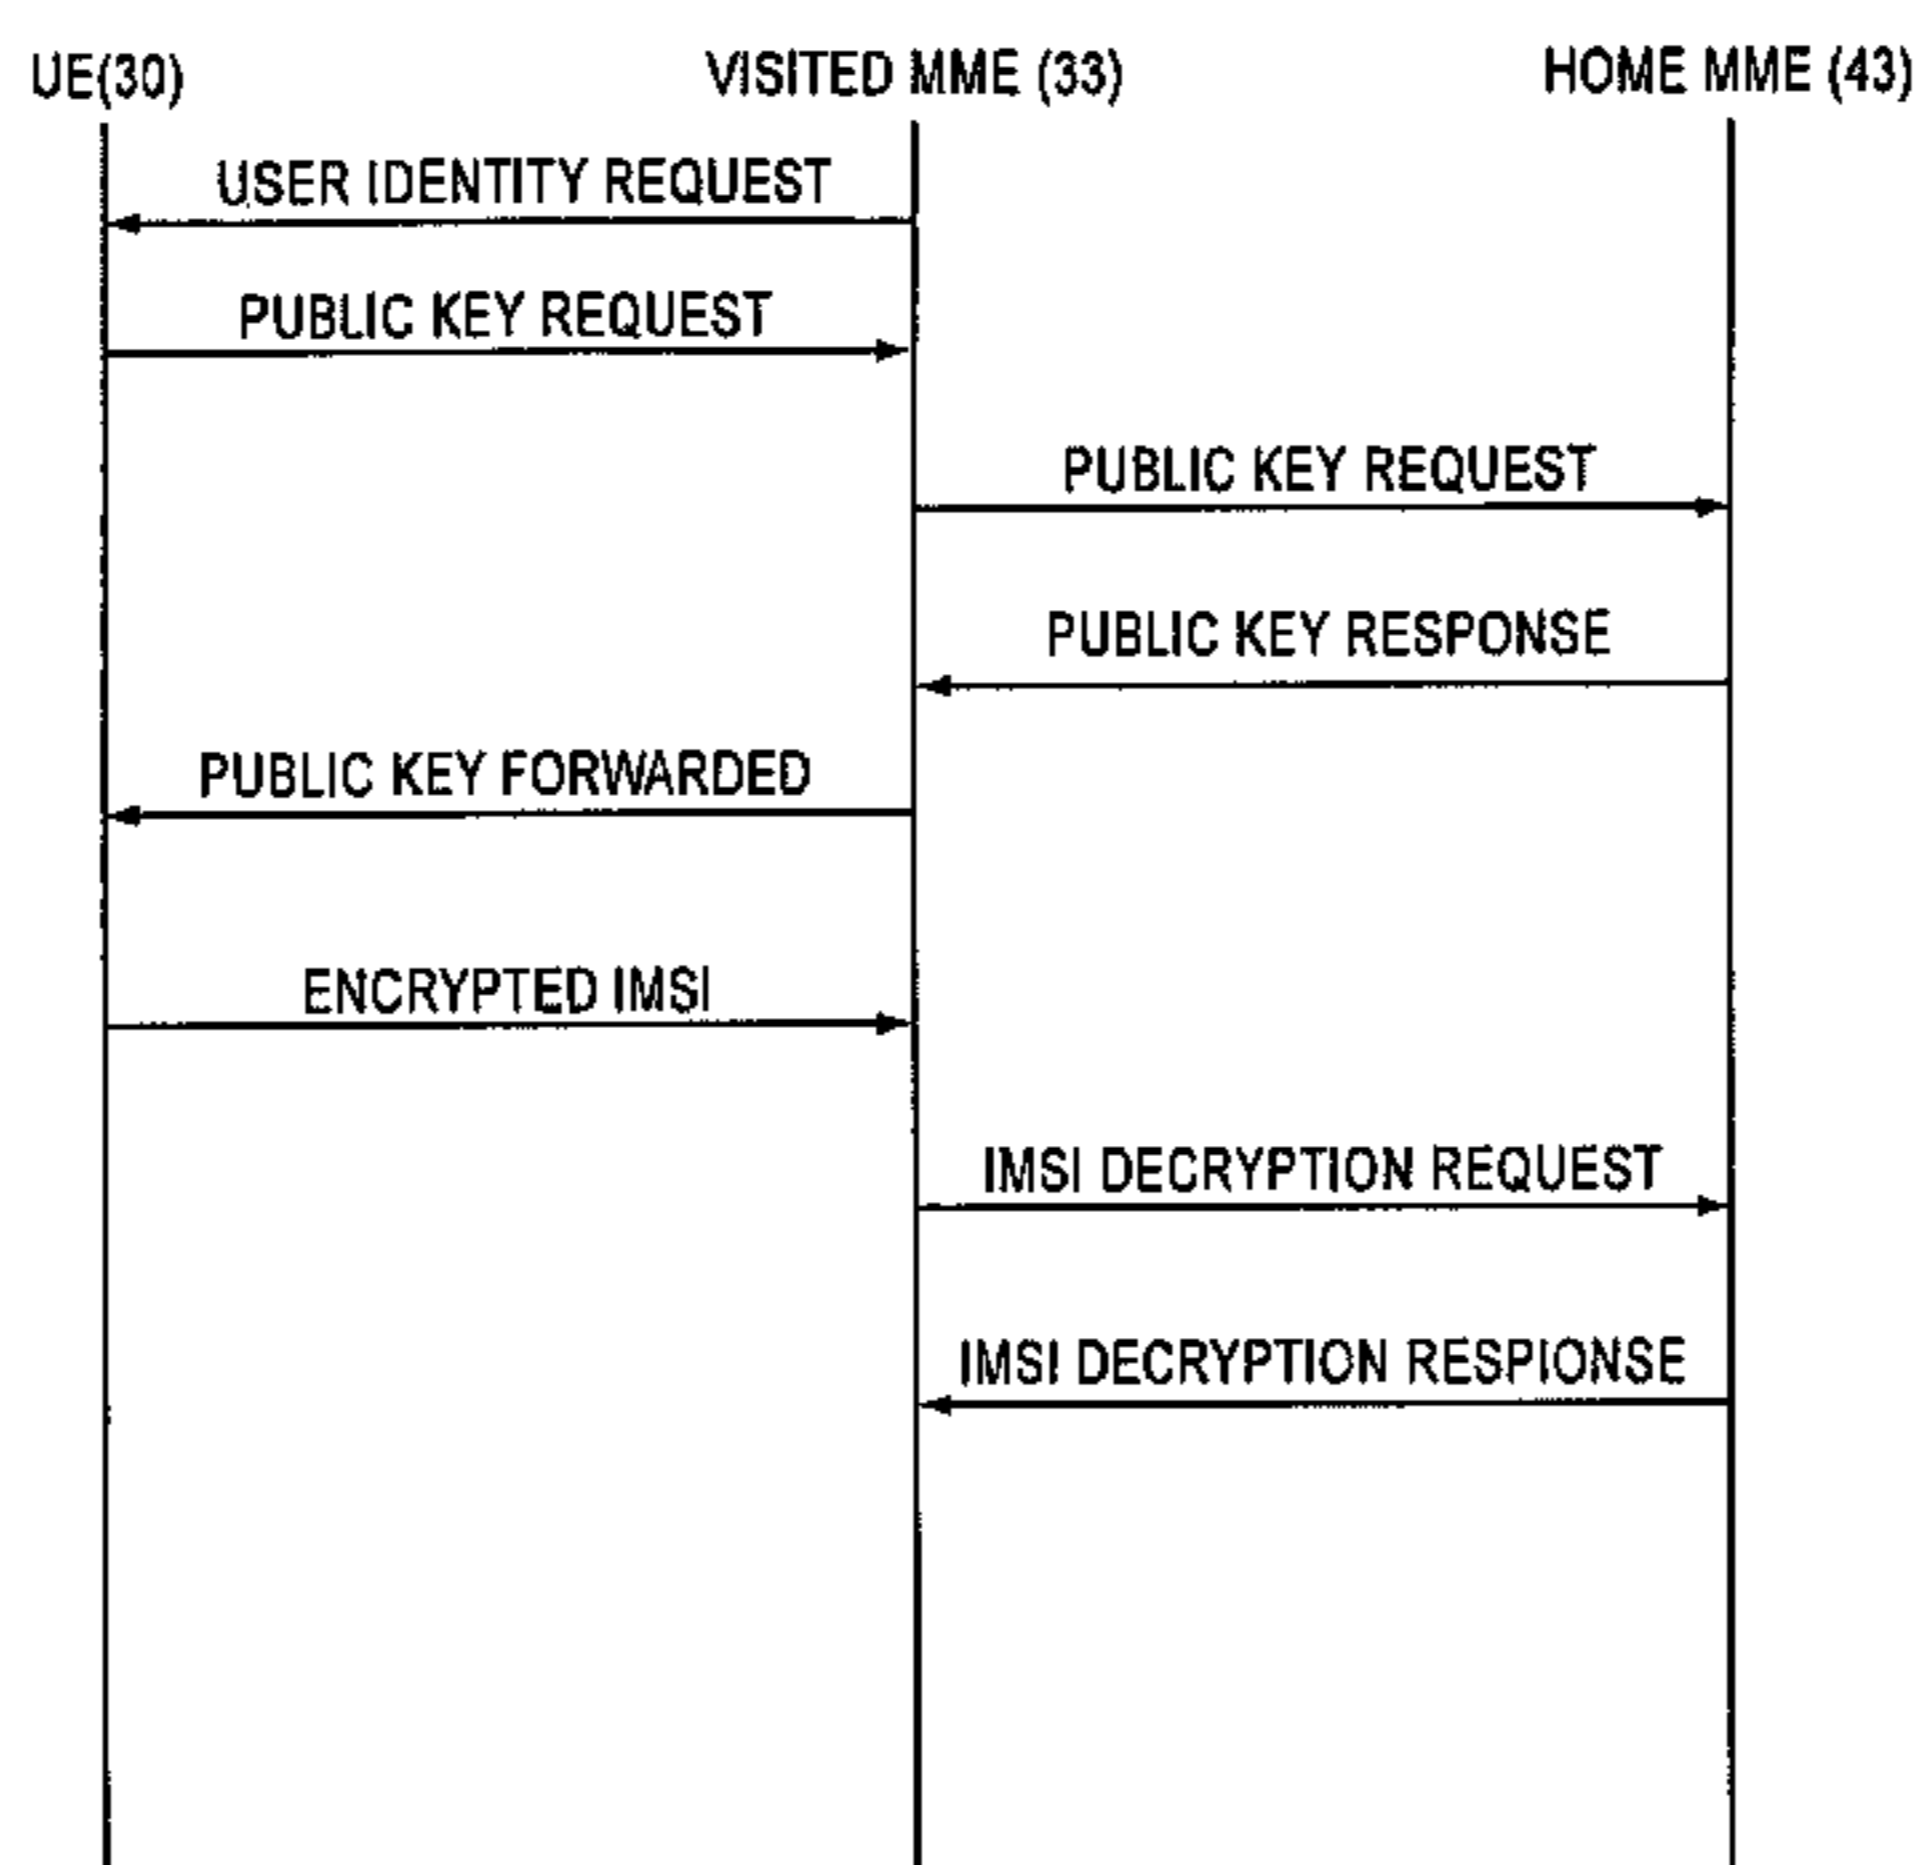 UE(30)
VISITED MME (33)
HOME MME (43)
USER IDENTITY REQUEST
PUBLIC KEY REQUEST
PUBLIC KEY REQUEST
PUBLIC KEY RESPONSE
PUBLIC KEY FORWARDED
ENCRYPTED IMSI
IMSI DECRYPTION REQUEST
IMSI DECRYPTION RESPIONSE